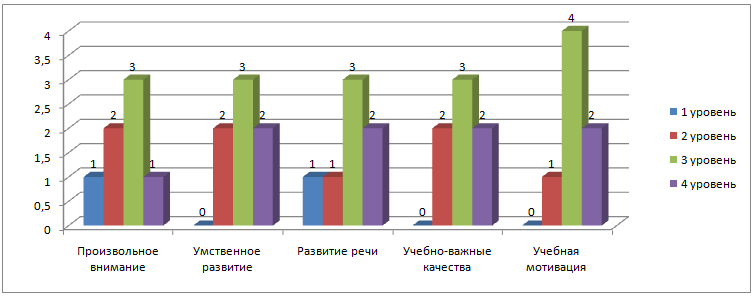 4
3,5
3
2,5
2
1,5
1
0,5
0
1 2 3 1
0 2 3 2
1 1 3 2
0 2 3 2
0 1 4 2
Произвольное
внимание
Умственное
развитие
Развитие речи
Учебно-важные
качества
Учебная
мотивация
1 уровень
2 уровень
3 уровень
4 уровень